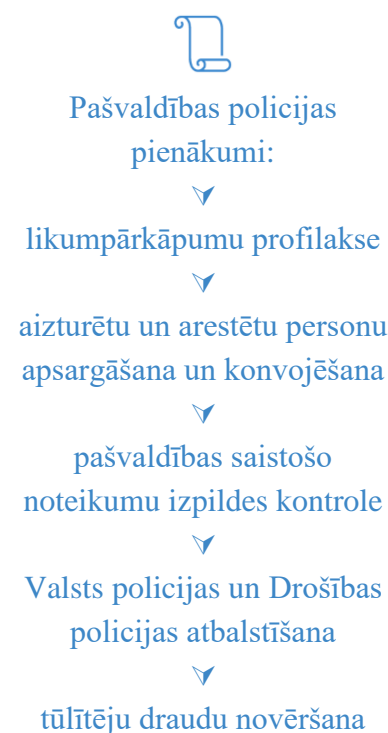 Pašvaldības policijas
pienākumi:
likumpārkāpumu profilakse
aizturētu un arestētu personu
apsargāšana un konvojēšana
pašvaldības saistošo
noteikumu izpildes kontrole
Valsts policijas un Drošības
policijas atbalstīšana
tūlītēju draudu novēršana